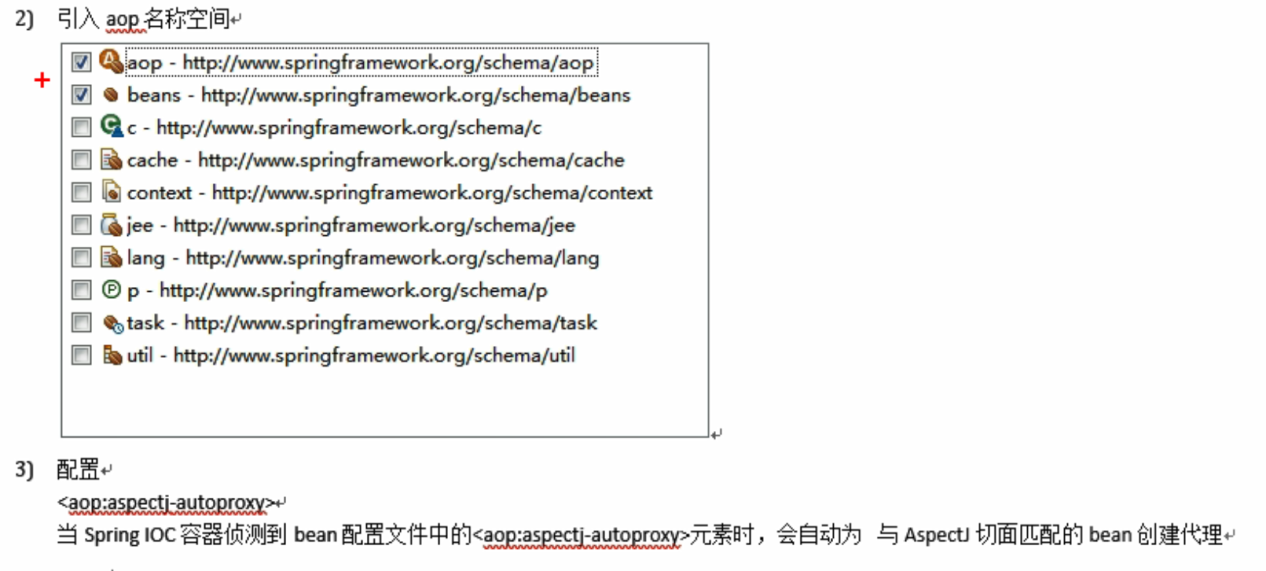 2) 引入 aop 名称空间
aop - http://www.springframework.org/schema/aop
beans - http://www.springframework.org/schema/beans
c - http://www.springframework.org/schema/c
cache - http://www.springframework.org/schema/cache
context - http://www.springframework.org/schema/context
jee - http://www.springframework.org/schema/jee
lang - http://www.springframework.org/schema/lang
p - http://www.springframework.org/schema/p
task - http://www.springframework.org/schema/task
util - http://www.springframework.org/schema/util
3) 配置
<aop:aspectj-autoproxy>
当 Spring IOC 容器侦测到 bean 配置文件中的<aop:aspectj-autoproxy>元素时，会自动为 与 AspectJ 切面匹配的 bean 创建代理